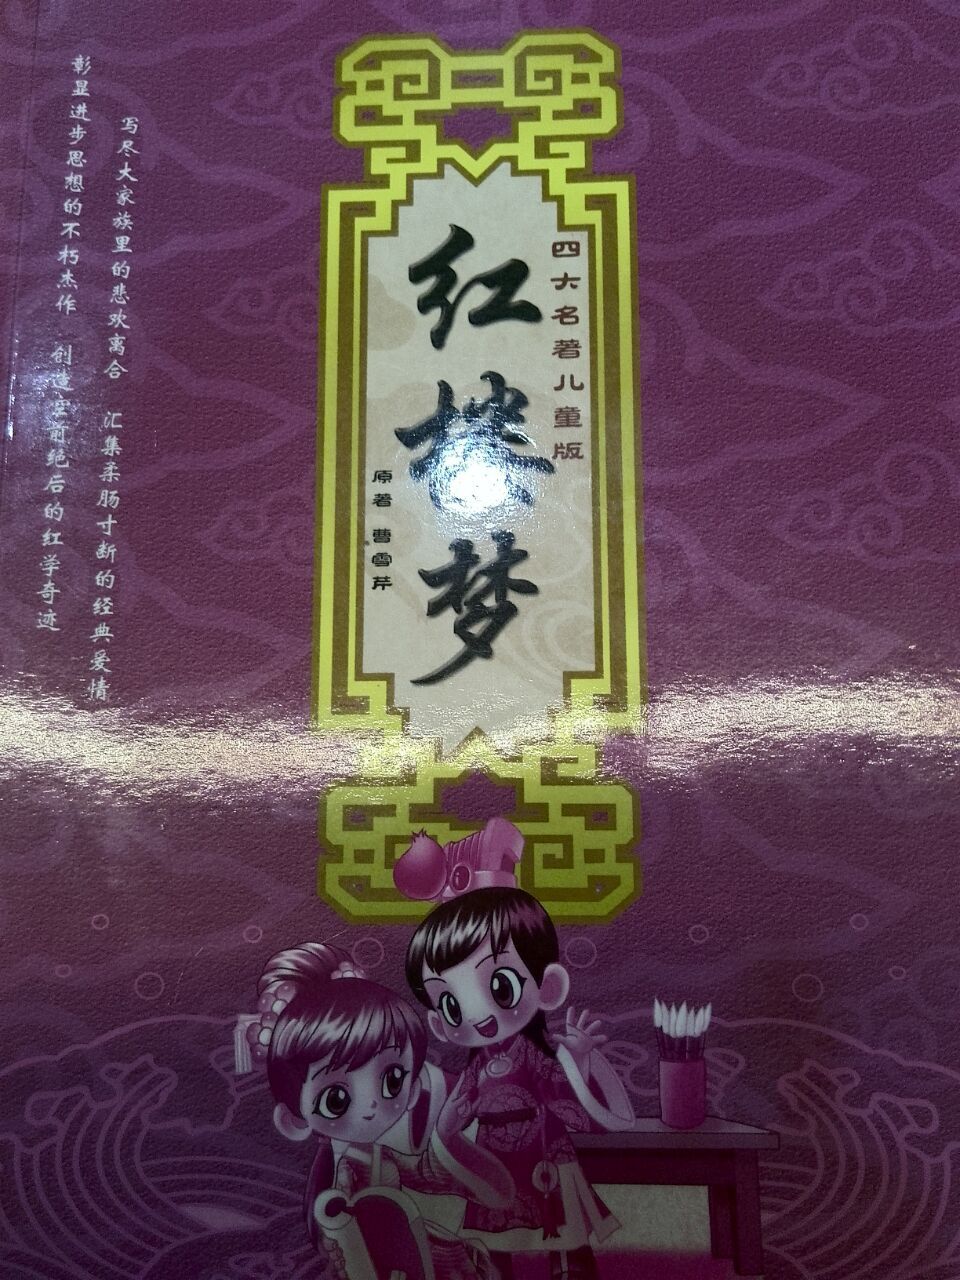 四大名著儿童版
红楼梦
原著 曹雪芹
写尽大家族里的悲欢离合 汇集柔肠寸断的经典爱情
彰显进步思想的不朽杰作 创造空前绝后的红学奇迹